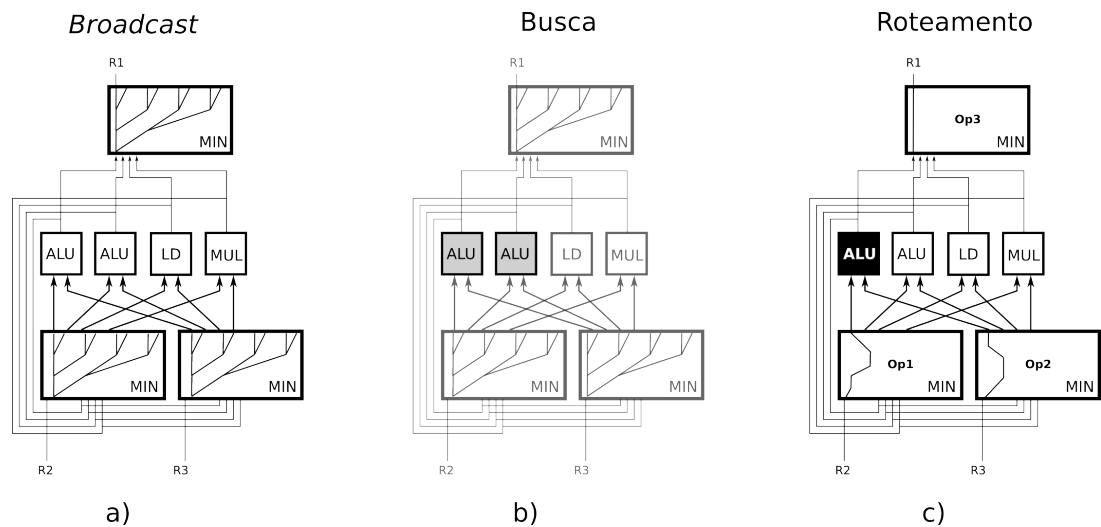 Broadcast
R1
MIN
ALU ALU LD MUL
MIN MIN
R2 R3
a)
Busca
R1
MIN
ALU ALU LD MUL
MIN MIN
R2 R3
b)
Roteamento
R1
Op3
MIN
ALU ALU LD MUL
Op1 Op2
MIN MIN
R2 R3
c)